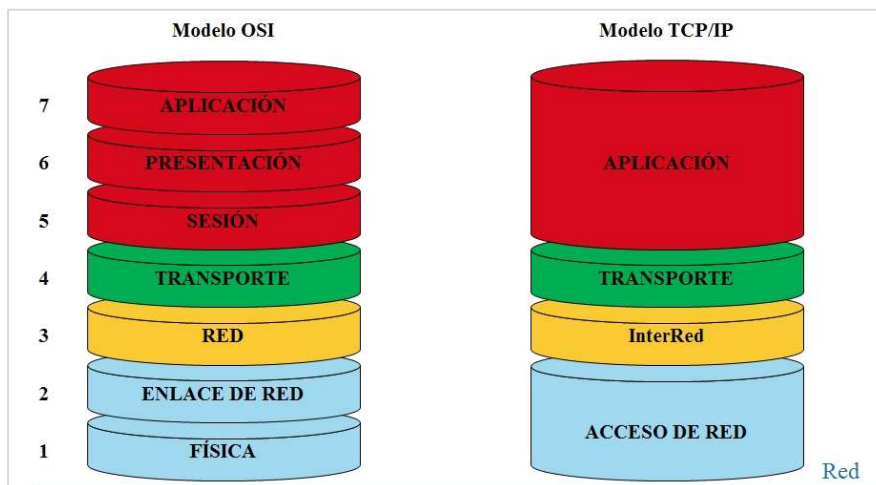 Modelo OSI
Modelo TCP/IP
7 APLICACIÓN
6 PRESENTACIÓN
5 SESIÓN
4 TRANSPORTE
3 RED
2 ENLACE DE RED
1 FÍSICA
APLICACIÓN
TRANSPORTE
InterRed
ACCESO DE RED
Red